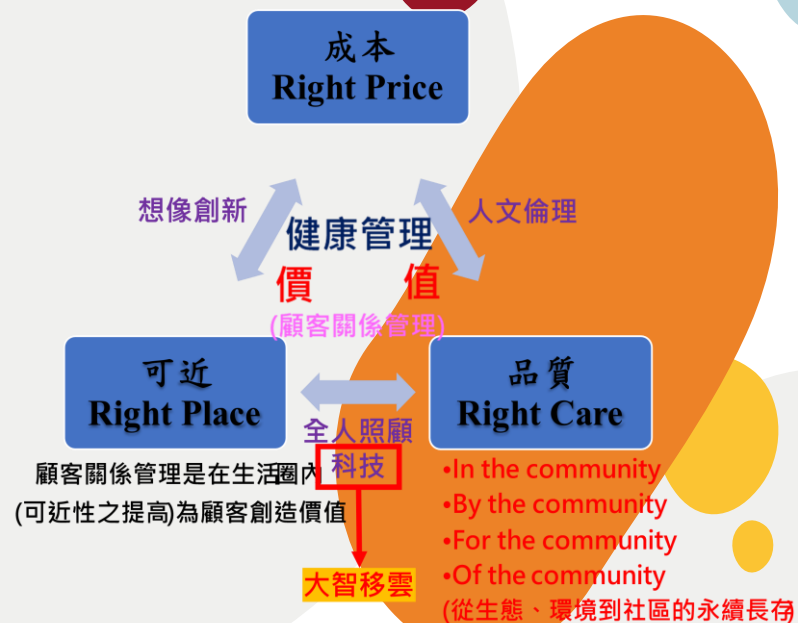 成本
Right Price
想像創新
人文倫理
健康管理
價 值
(顧客關係管理)
可近
Right Place
品質
Right Care
全人照顧
科技
顧客關係管理是在生活圈內
(可近性之提高)為顧客創造價值
大智移雲
•In the community
•By the community
•For the community
•Of the community
(從生態、環境到社區的永續長存)